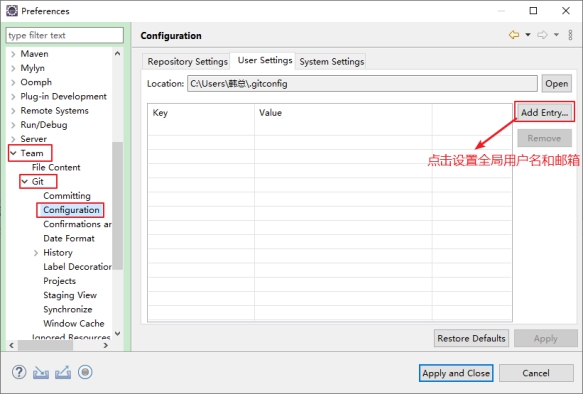 Preferences
type filter text
Configuration
Maven
Mylyn
Oomph
Plug-in Development
Remote Systems
Run/Debug
Server
Team
File Content
Git
Committing
Configuration
Confirmations ar
Date Format
History
Label Decoration
Projects
Staging View
Synchronize
Window Cache
Ignored Resources
Repository Settings
User Settings
System Settings
Location:
C:\Users\韩总\.gitconfig
Open
Key
Value
Add Entry...
Remove
点击设置全局用户名和邮箱
Restore Defaults
Apply
Apply and Close
Cancel